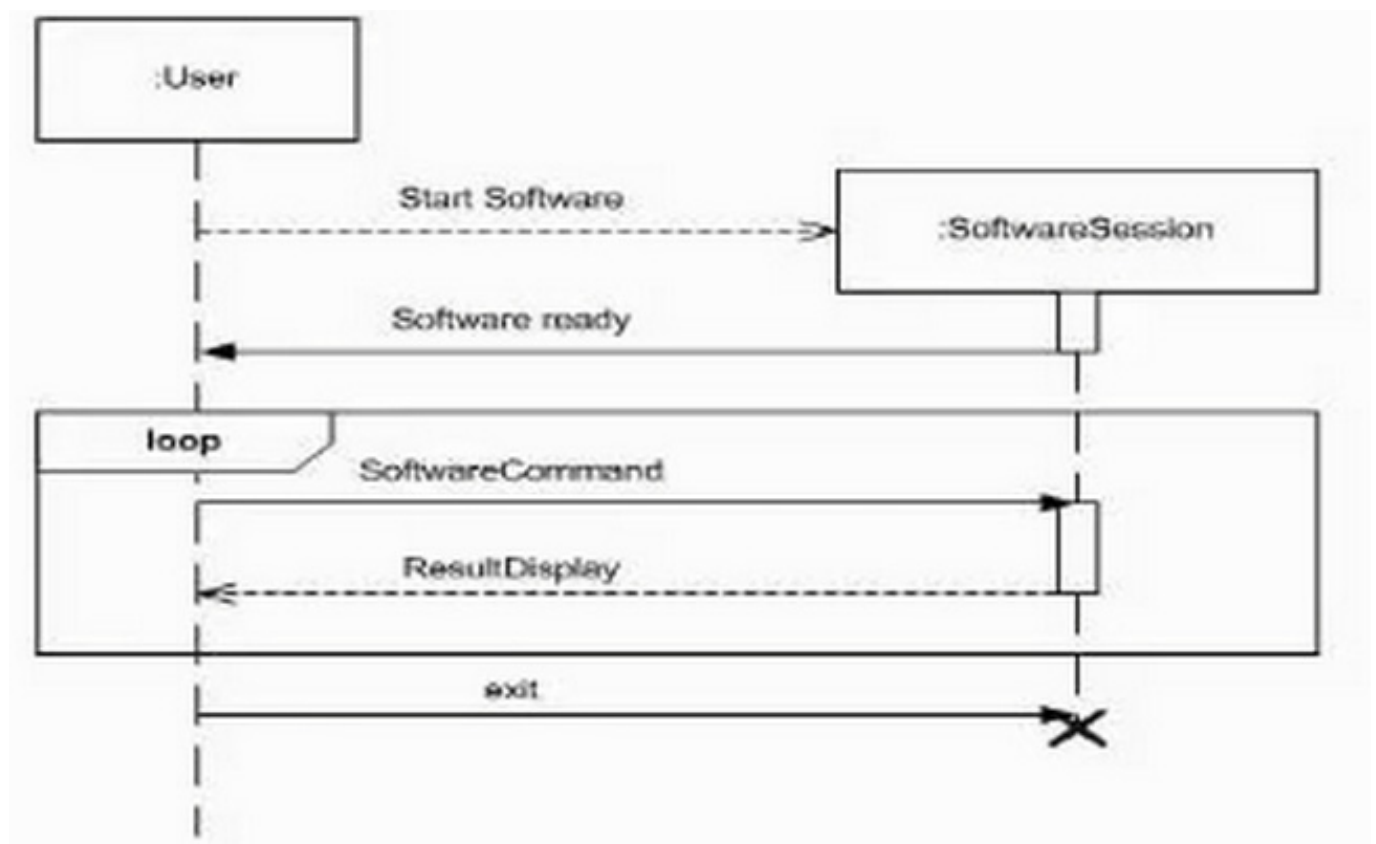 :User
Start Software
:SoftwareSession
Software ready
loop
SoftwareCommand
ResultDisplay
exit